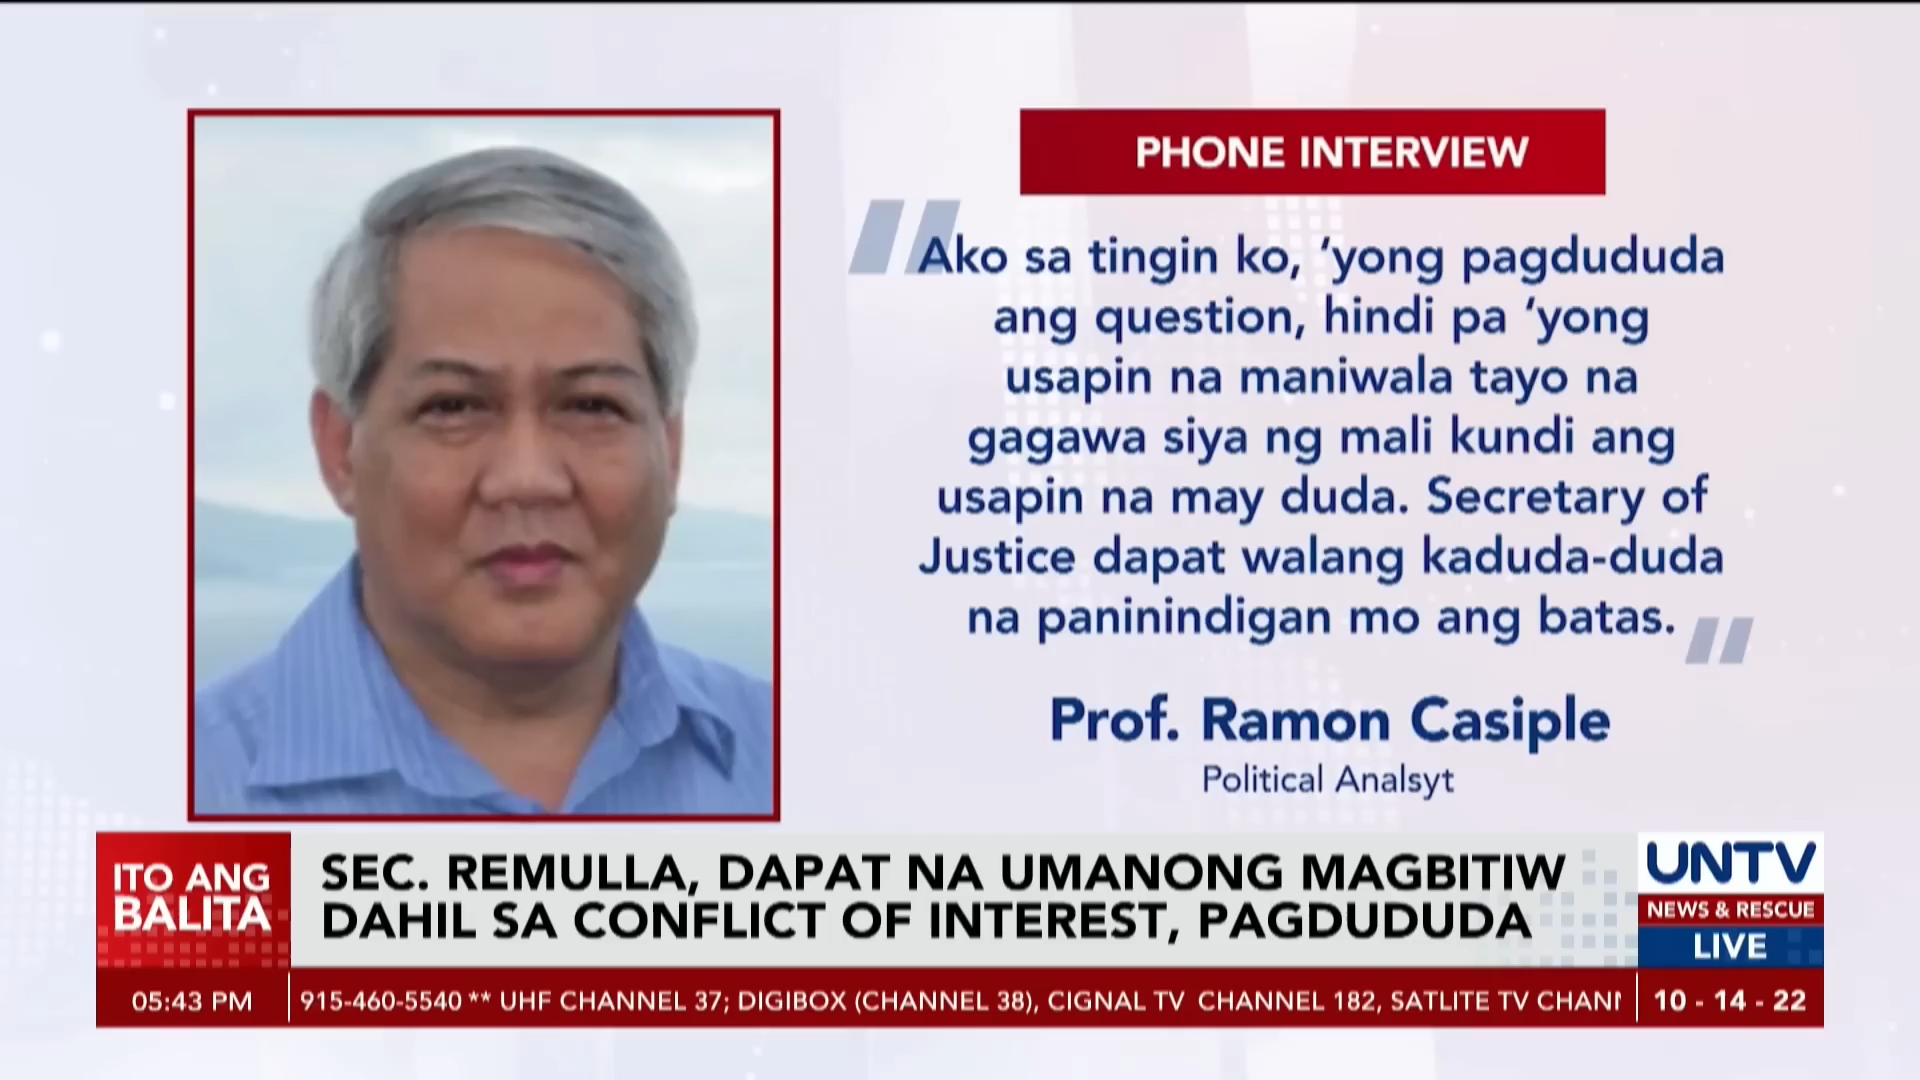 PHONE INTERVIEW
Ako sa tingin ko, ‘yong pagdududa
ang question, hindi pa ‘yong
usapin na maniwala tayo na
gagawa siya ng mali kundi ang
usapin na may duda. Secretary of
Justice dapat walang kaduda-duda
na paninindigan mo ang batas.
Prof. Ramon Casiple
Political Analsyt
ITO ANG
BALITA
SEC. REMULLA, DAPAT NA UMANONG MAGBITIW
DAHIL SA CONFLICT OF INTEREST, PAGDUDUDA
UNTV
NEWS & RESCUE
LIVE
05:43 PM
915-460-5540 ** UHF CHANNEL 37; DIGIBOX (CHANNEL 38), CIGNAL TV CHANNEL 182, SATLITE TV CHANN
10 - 14 - 22